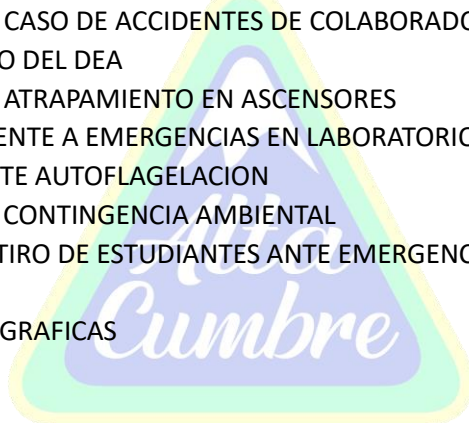 CASO DE ACCIDENTES DE COLABORADO
O DEL DEA
ATRAPAMIENTO EN ASCENSORES
ENTE A EMERGENCIAS EN LABORATORIO
TE AUTOFLAGELACION
CONTINGENCIA AMBIENTAL
TIRO DE ESTUDIANTES ANTE EMERGENC
GRAFICAS
Alta
Cumbre